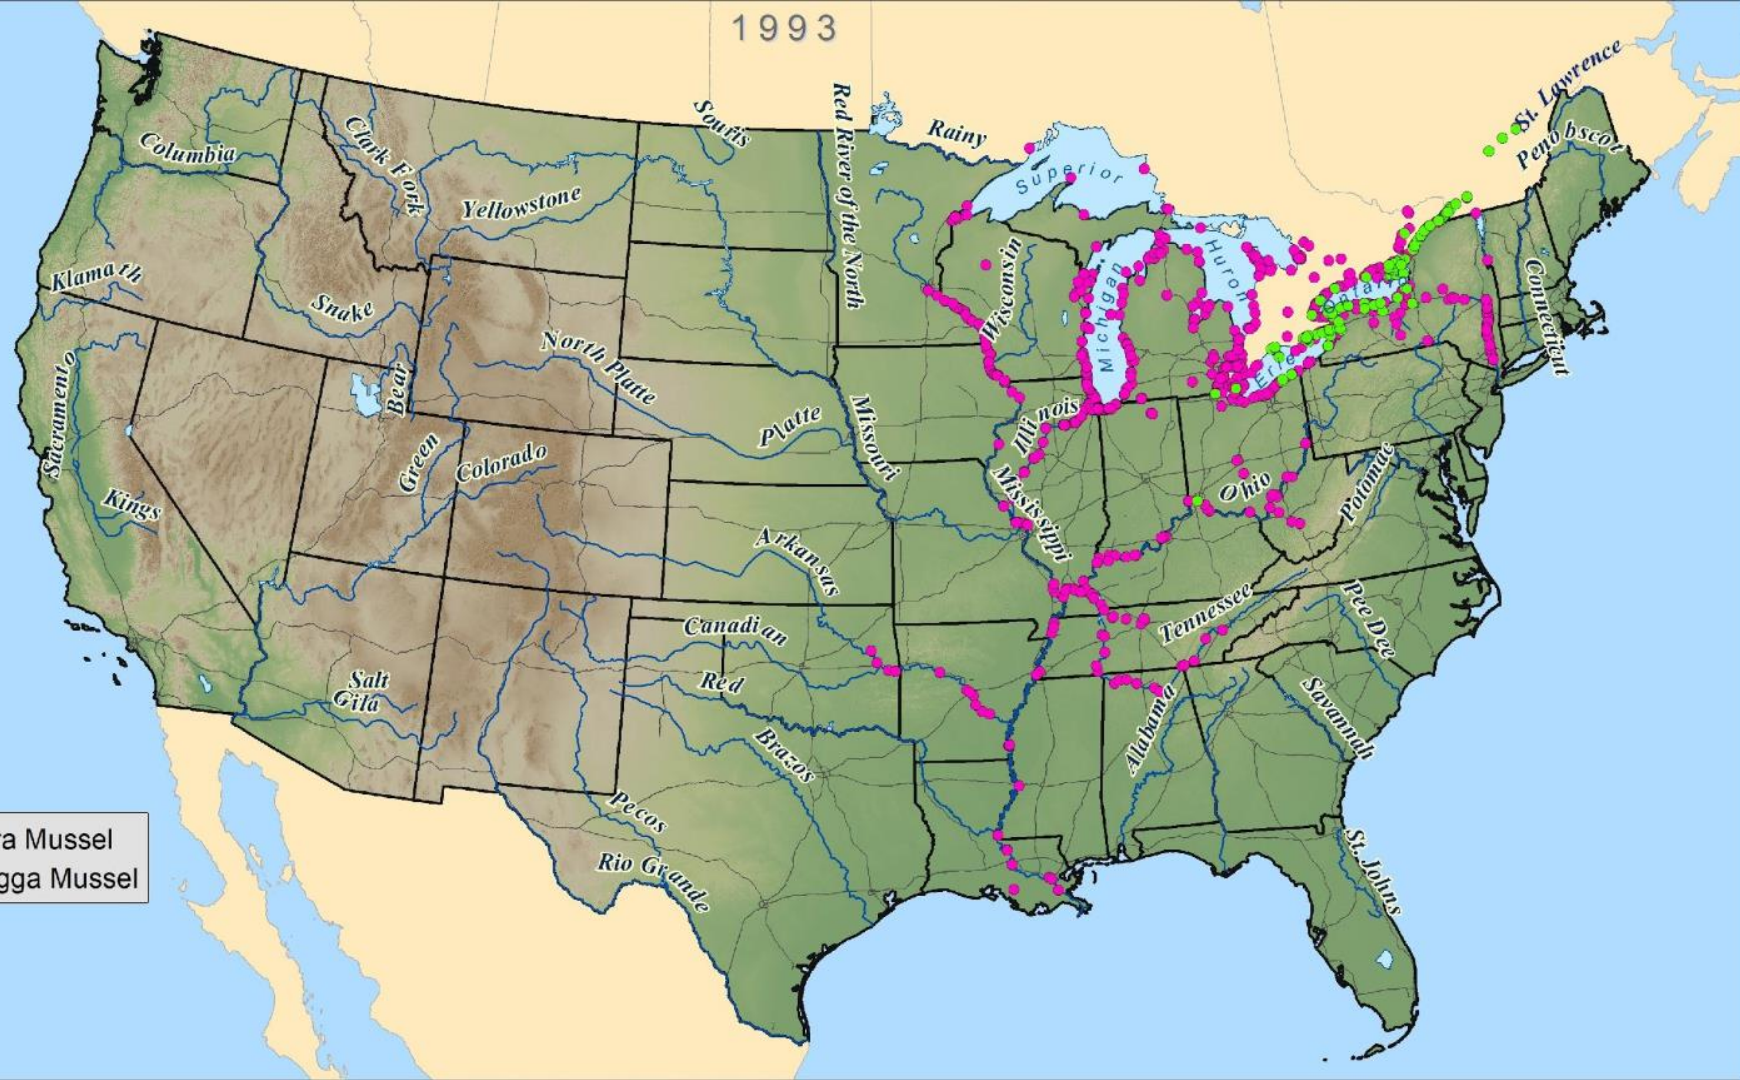 1993
St. Lawrence
Souris
Red River of the North
Rainy
Penobscot
Clark Fork
Columbia
Superior
Yellowstone
Huron
Wisconsin
Michigan
Ontario
Connecticut
Klamath
Snake
North Platte
Erie
Sacramento
Bear
Missouri
Platte
Illinois
Green
Colorado
Potomac
Ohio
Mississippi
Kings
Arkansas
Tennessee
Pee Dee
Canadian
Red
Salt
Gila
Savannah
Alabama
Brazos
Pecos
Rio Grande
St. Johns
ra Mussel
gga Mussel